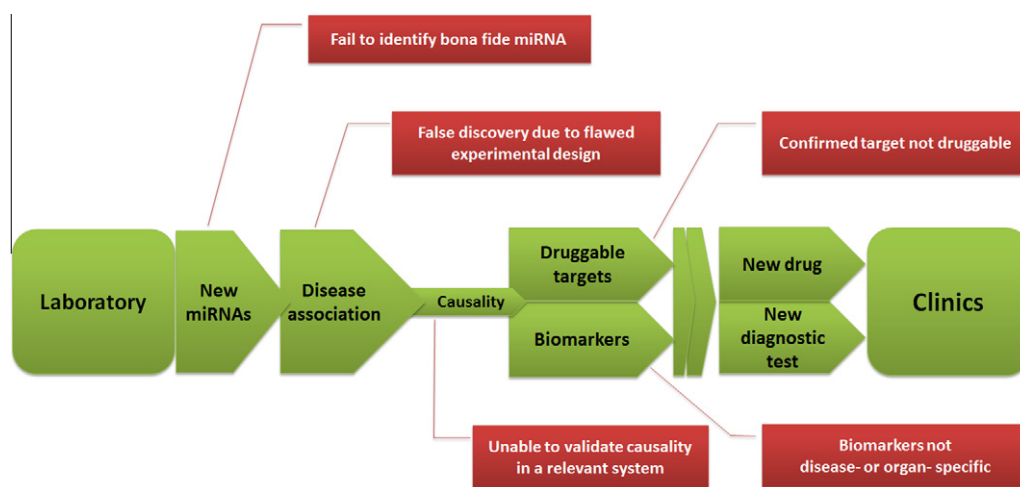 Fail to identify bona fide miRNA
False discovery due to flawed
experimental design
Confirmed target not druggable
Laboratory
New
miRNAs
Disease
association
Causality
Druggable
targets
Biomarkers
New drug
New
diagnostic
test
Clinics
Unable to validate causality
in a relevant system
Biomarkers not
disease- or organ- specific